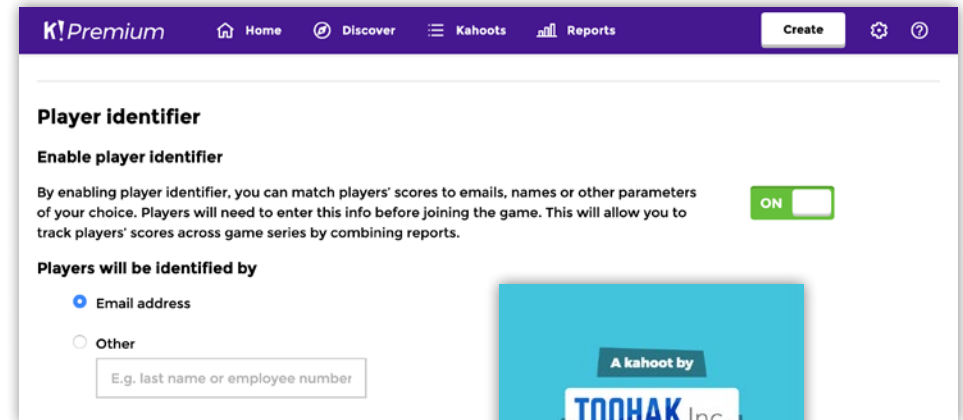 K! Premium Home Discover Kahoots Reports Create
Player identifier
Enable player identifier
By enabling player identifier, you can match players' scores to emails, names or other parameters
of your choice. Players will need to enter this info before joining the game. This will allow you to
track players' scores across game series by combining reports.
ON
Players will be identified by
Email address
Other
E.g. last name or employee number
A kahoot by
TOOHAK Inc.